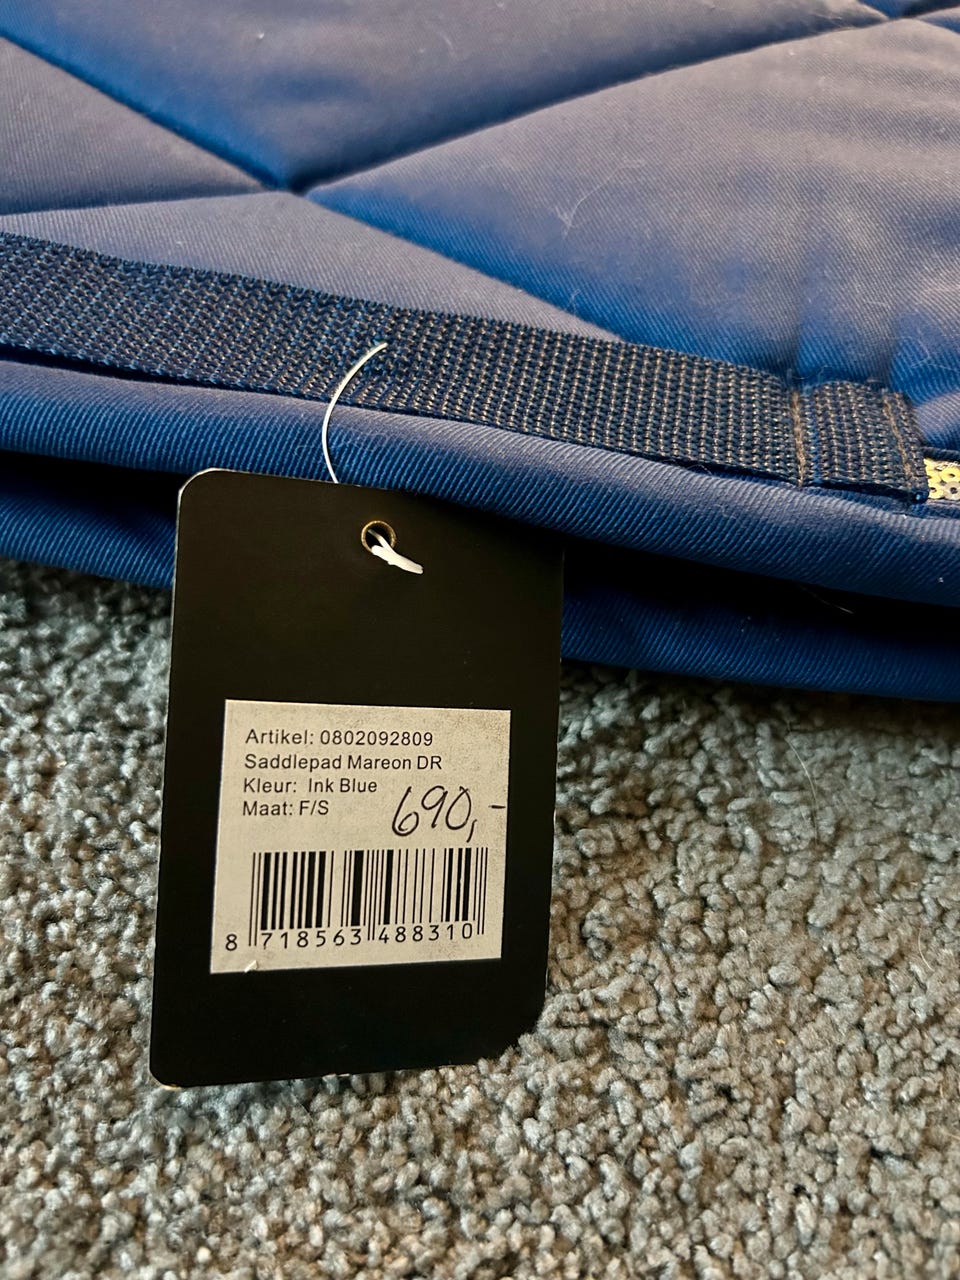 Artikel: 0802092809
Saddlepad Mareon DR
Kleur: Ink Blue
Maat: F/S
690,-
8 718563 488310